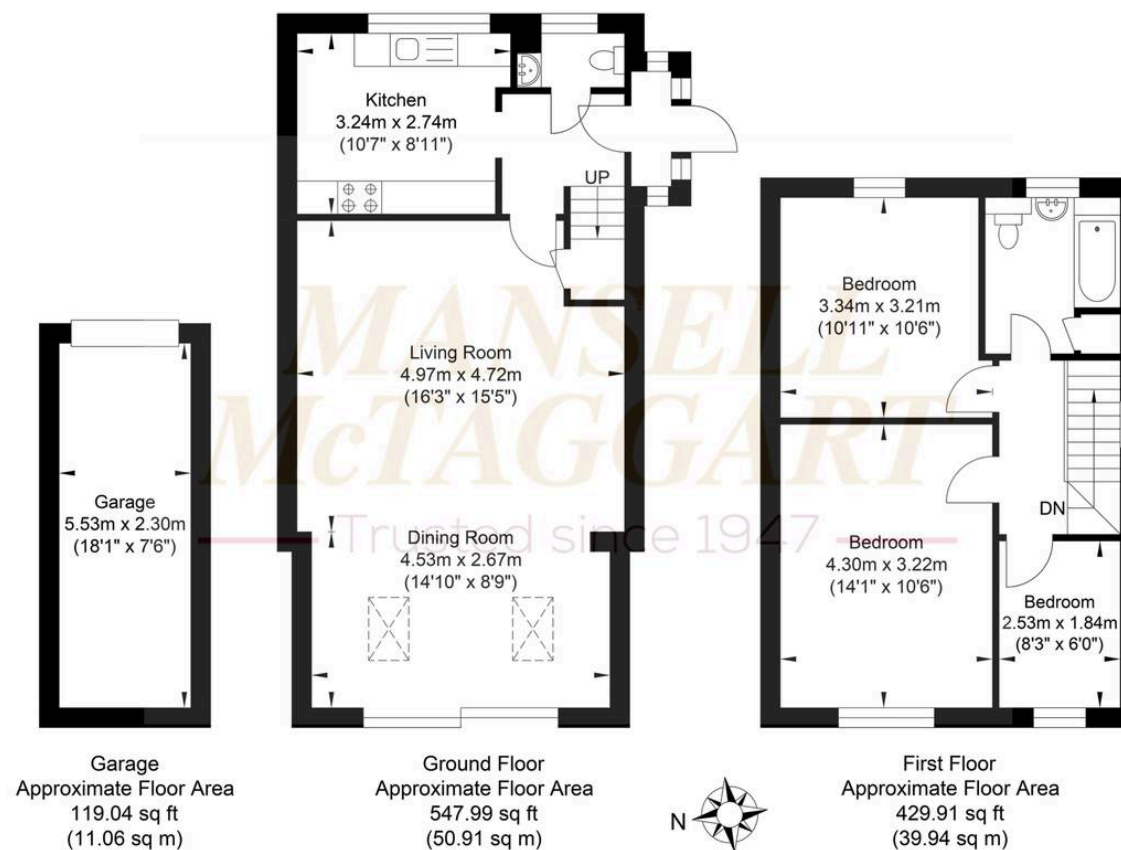 Kitchen
3.24m x 2.74m
(10'7" x 8'11")
UP
Living Room
4.97m x 4.72m
(16'3" x 15'5")
Dining Room
4.53m x 2.67m
(14'10" x 8'9")
Garage
5.53m x 2.30m
(18'1" x 7'6")
Bedroom
3.34m x 3.21m
(10'11" x 10'6")
Bedroom
4.30m x 3.22m
(14'1" x 10'6")
DN
Bedroom
2.53m x 1.84m
(8'3" x 6'0")
MANSELL
McTAGGART
Trusted since 1947
Garage
Approximate Floor Area
119.04 sq ft
(11.06 sq m)
Ground Floor
Approximate Floor Area
547.99 sq ft
(50.91 sq m)
N
First Floor
Approximate Floor Area
429.91 sq ft
(39.94 sq m)